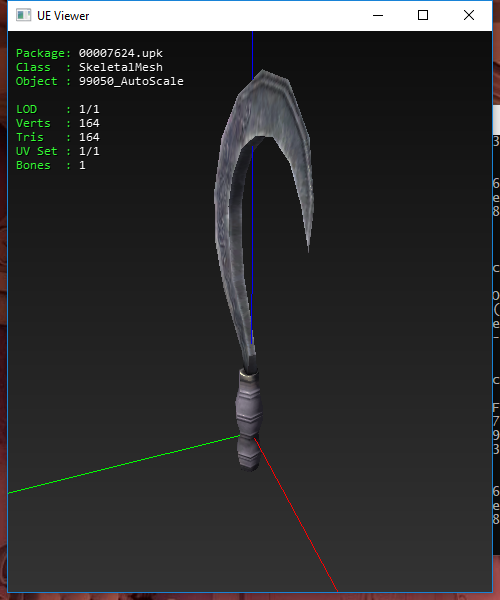 UE Viewer
Package: 00007624.upk
Class : SkeletalMesh
Object : 99050_AutoScale
LOD : 1/1
Verts : 164
Tris : 164
UV Set : 1/1
Bones : 1